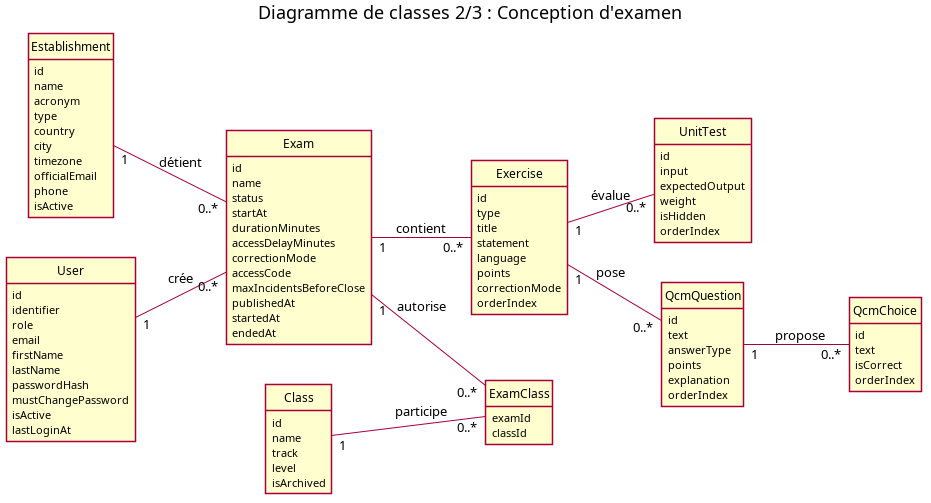 Diagramme de classes 2/3 : Conception d'examen
Establishment
id
name
acronym
type
country
city
timezone
officialEmail
phone
isActive
1
détient
0..*
User
id
identifier
role
email
firstName
lastName
passwordHash
mustChangePassword
isActive
lastLoginAt
1
crée
0..*
Exam
id
name
status
startAt
durationMinutes
accessDelayMinutes
correctionMode
accessCode
maxIncidentsBeforeClose
publishedAt
startedAt
endedAt
1
contient
0..*
1
autorise
0..*
Class
id
name
track
level
isArchived
1
participe
0..*
ExamClass
examId
classId
Exercise
id
type
title
statement
language
points
correctionMode
orderIndex
1
évalue
0..*
1
pose
0..*
UnitTest
id
input
expectedOutput
weight
isHidden
orderIndex
QcmQuestion
id
text
answerType
points
explanation
orderIndex
1
propose
0..*
QcmChoice
id
text
isCorrect
orderIndex